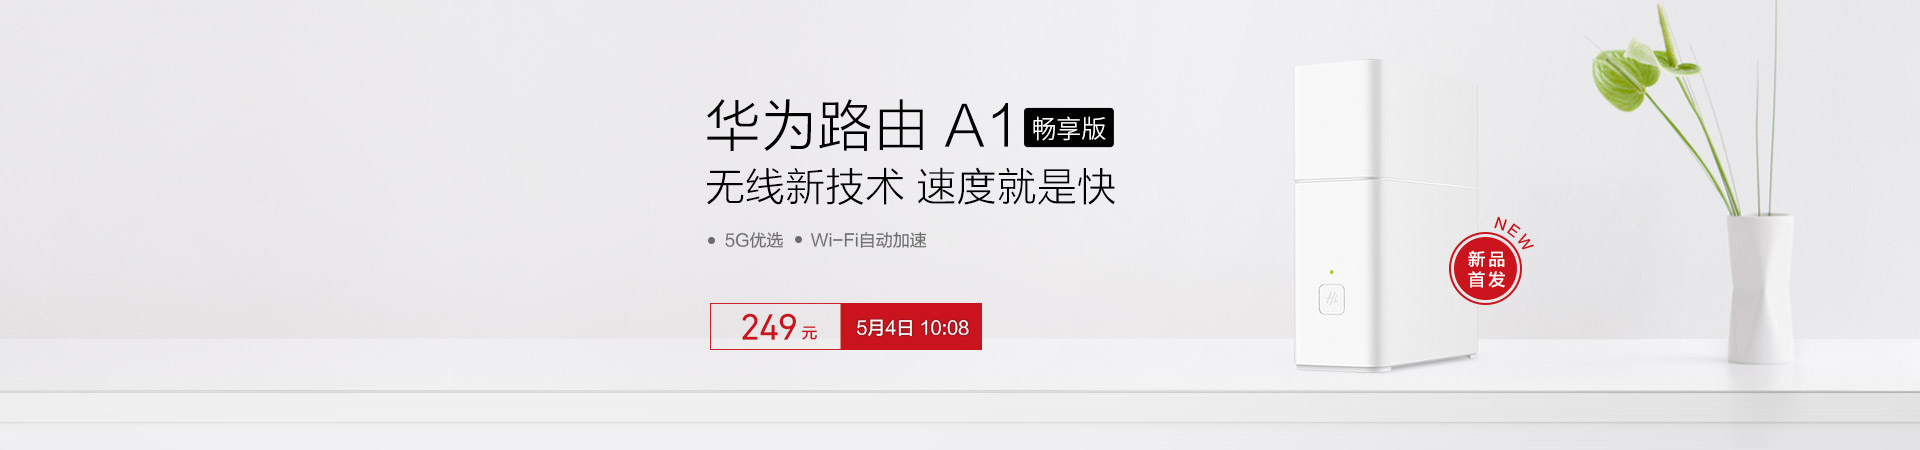 华为路由 A1 畅享版
无线新技术 速度就是快
• 5G优选 • Wi-Fi自动加速
249元 5月4日 10:08
NEW
新品
首发
Hi